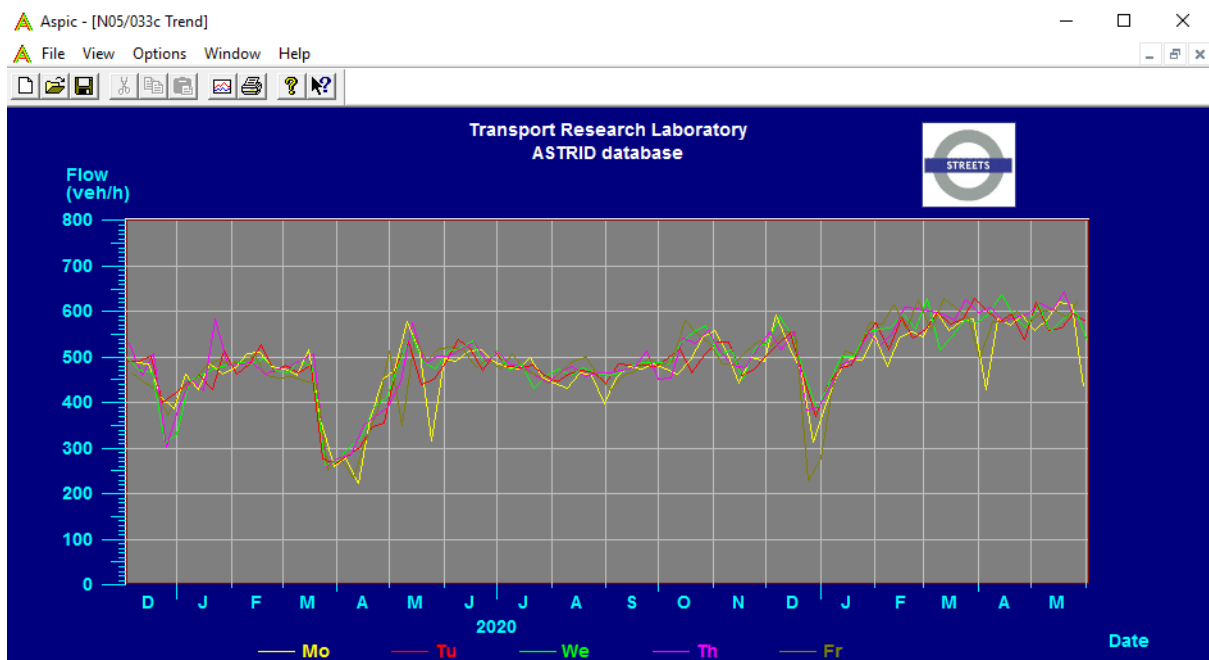 Aspic - [N05/033c Trend]
File View Options Window Help
Transport Research Laboratory
ASTRID database
STREETS
Flow
(veh/h)
800
700
600
500
400
300
200
100
0
D J F M A M J J A S O N D J F M A M
2020
Date
Mo Tu We Th Fr